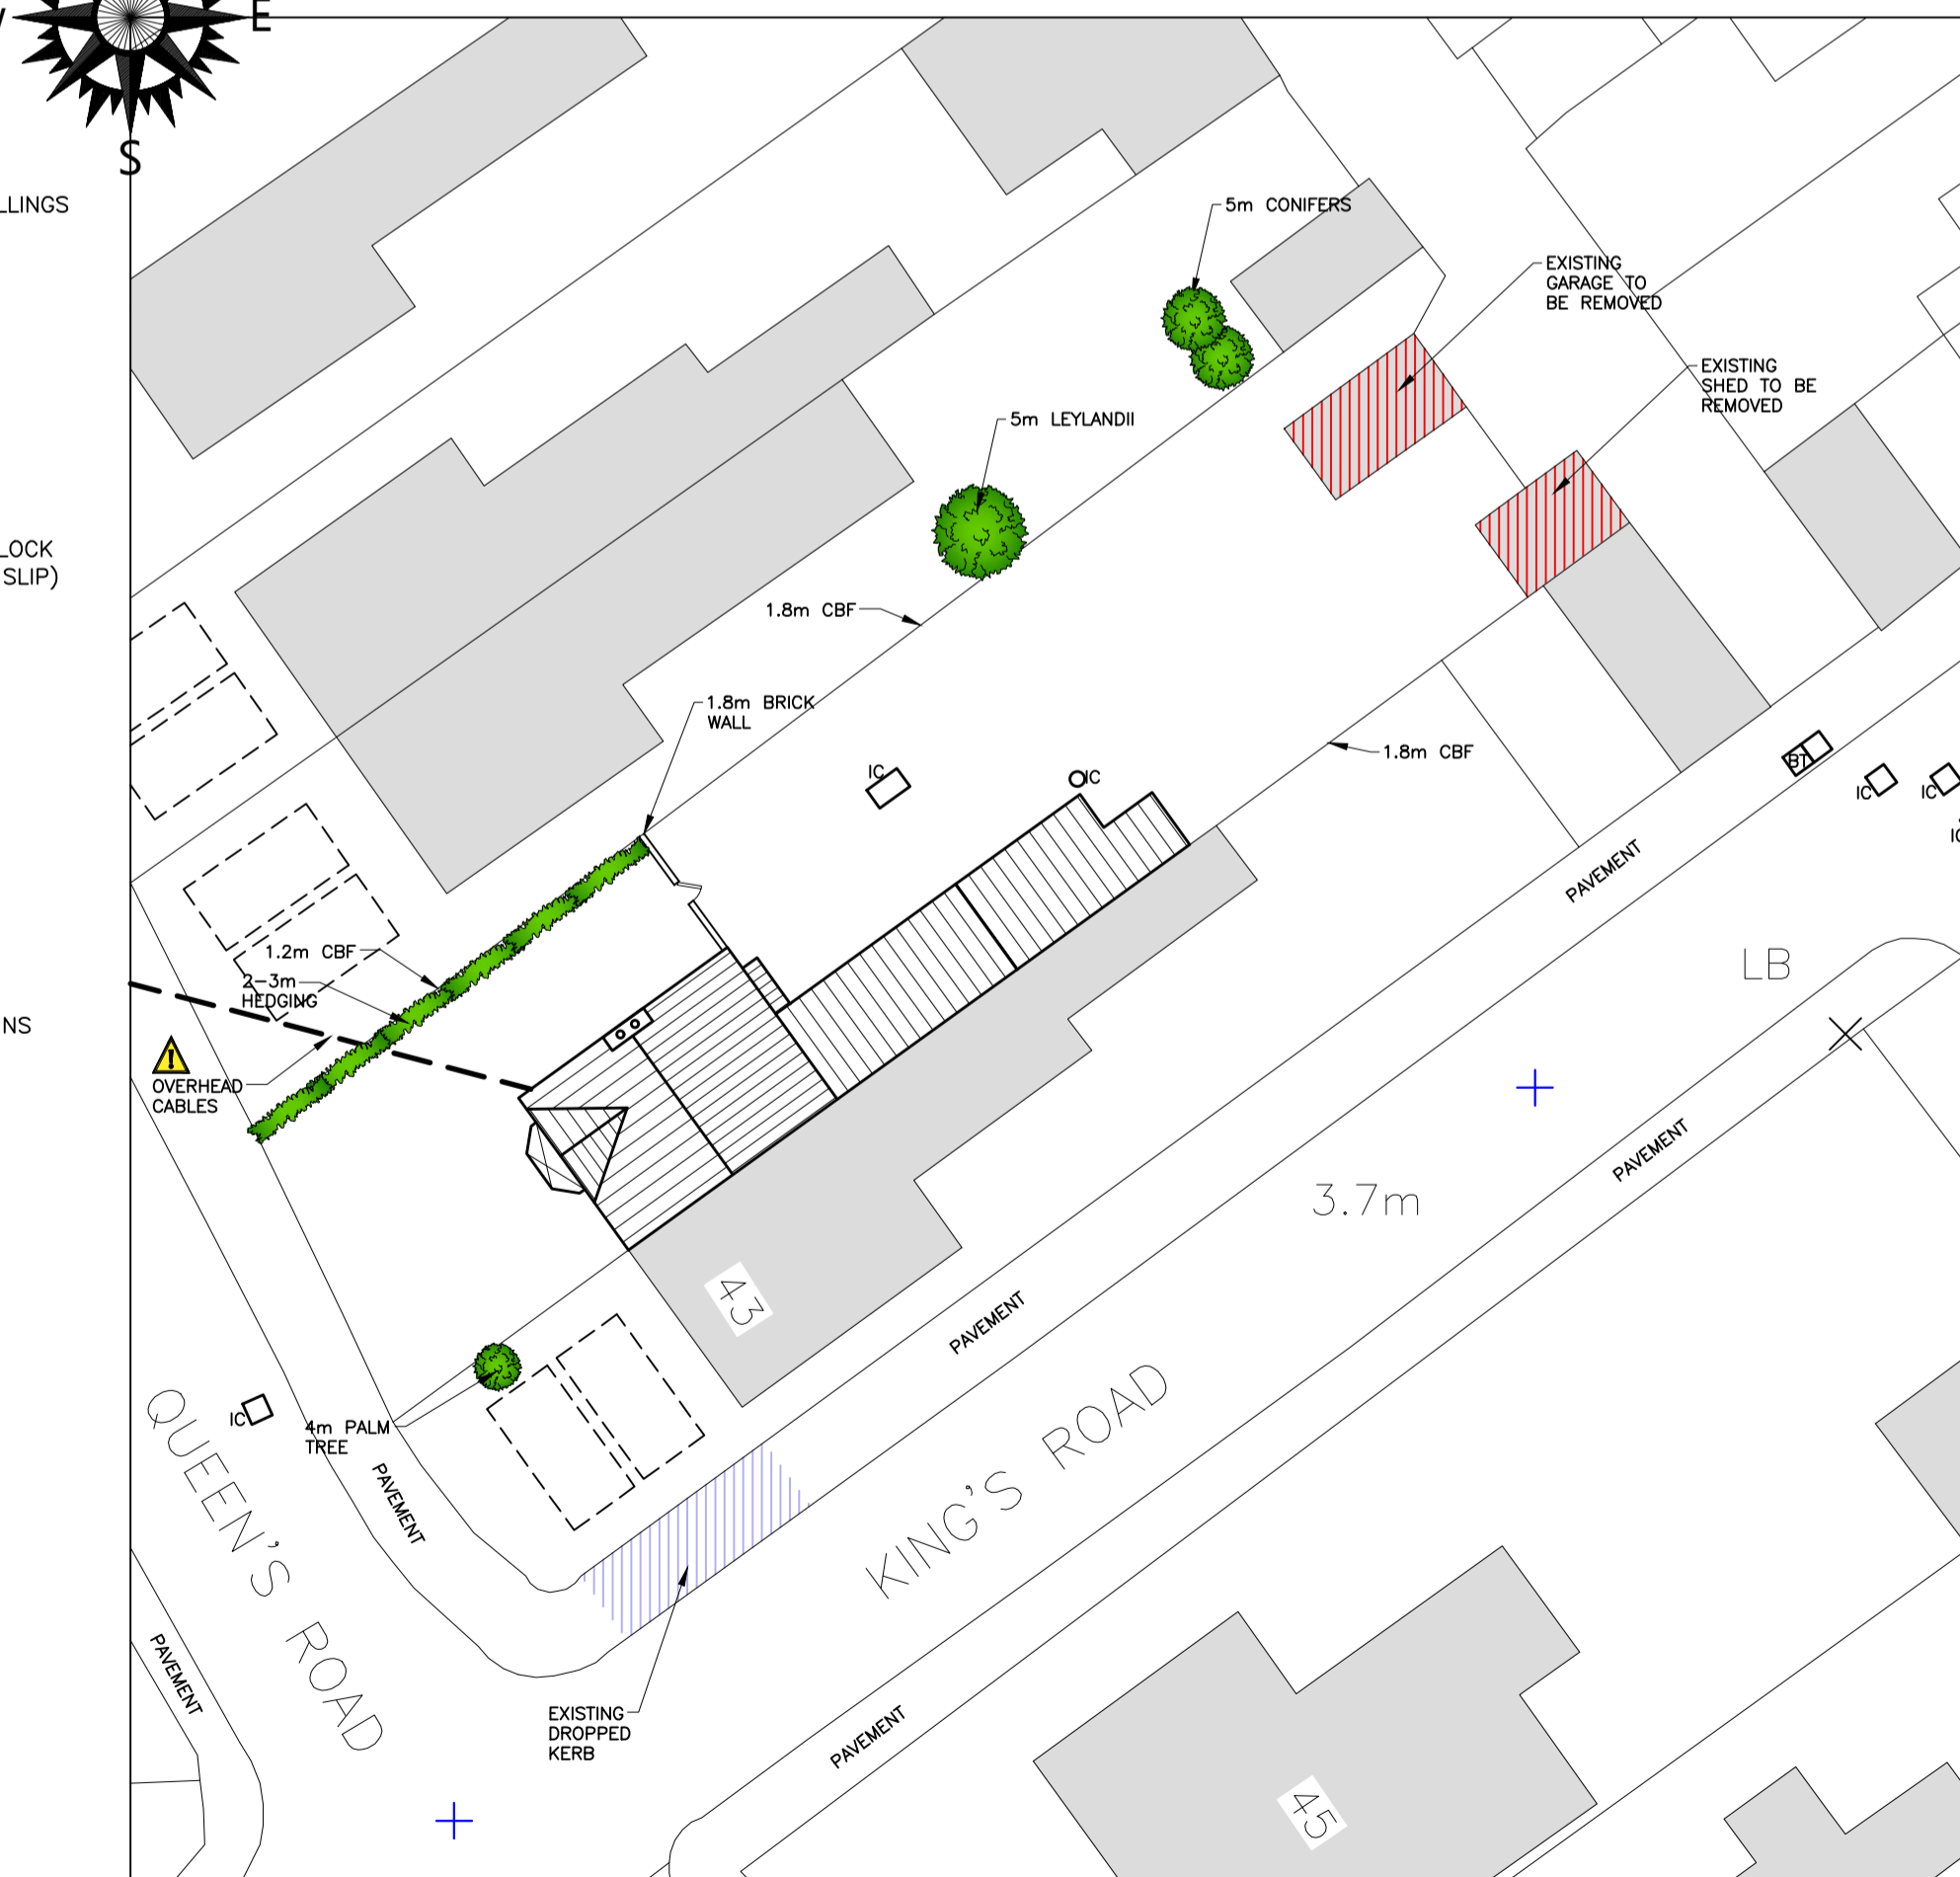 E
S
LLINGS
5m CONIFERS
EXISTING
GARAGE TO
BE REMOVED
EXISTING
SHED TO BE
REMOVED
5m LEYLANDII
LOCK
SLIP)
1.8m CBF
1.8m BRICK
WALL
1.8m CBF
IC
IC
BT
IC
IC
IC
PAVEMENT
1.2m CBF
2-3m
HEDGING
LB
NS
OVERHEAD
CABLES
PAVEMENT
3.7m
43
PAVEMENT
IC
4m PALM
TREE
PAVEMENT
QUEEN'S ROAD
KING'S ROAD
PAVEMENT
EXISTING
DROPPED
KERB
PAVEMENT
45